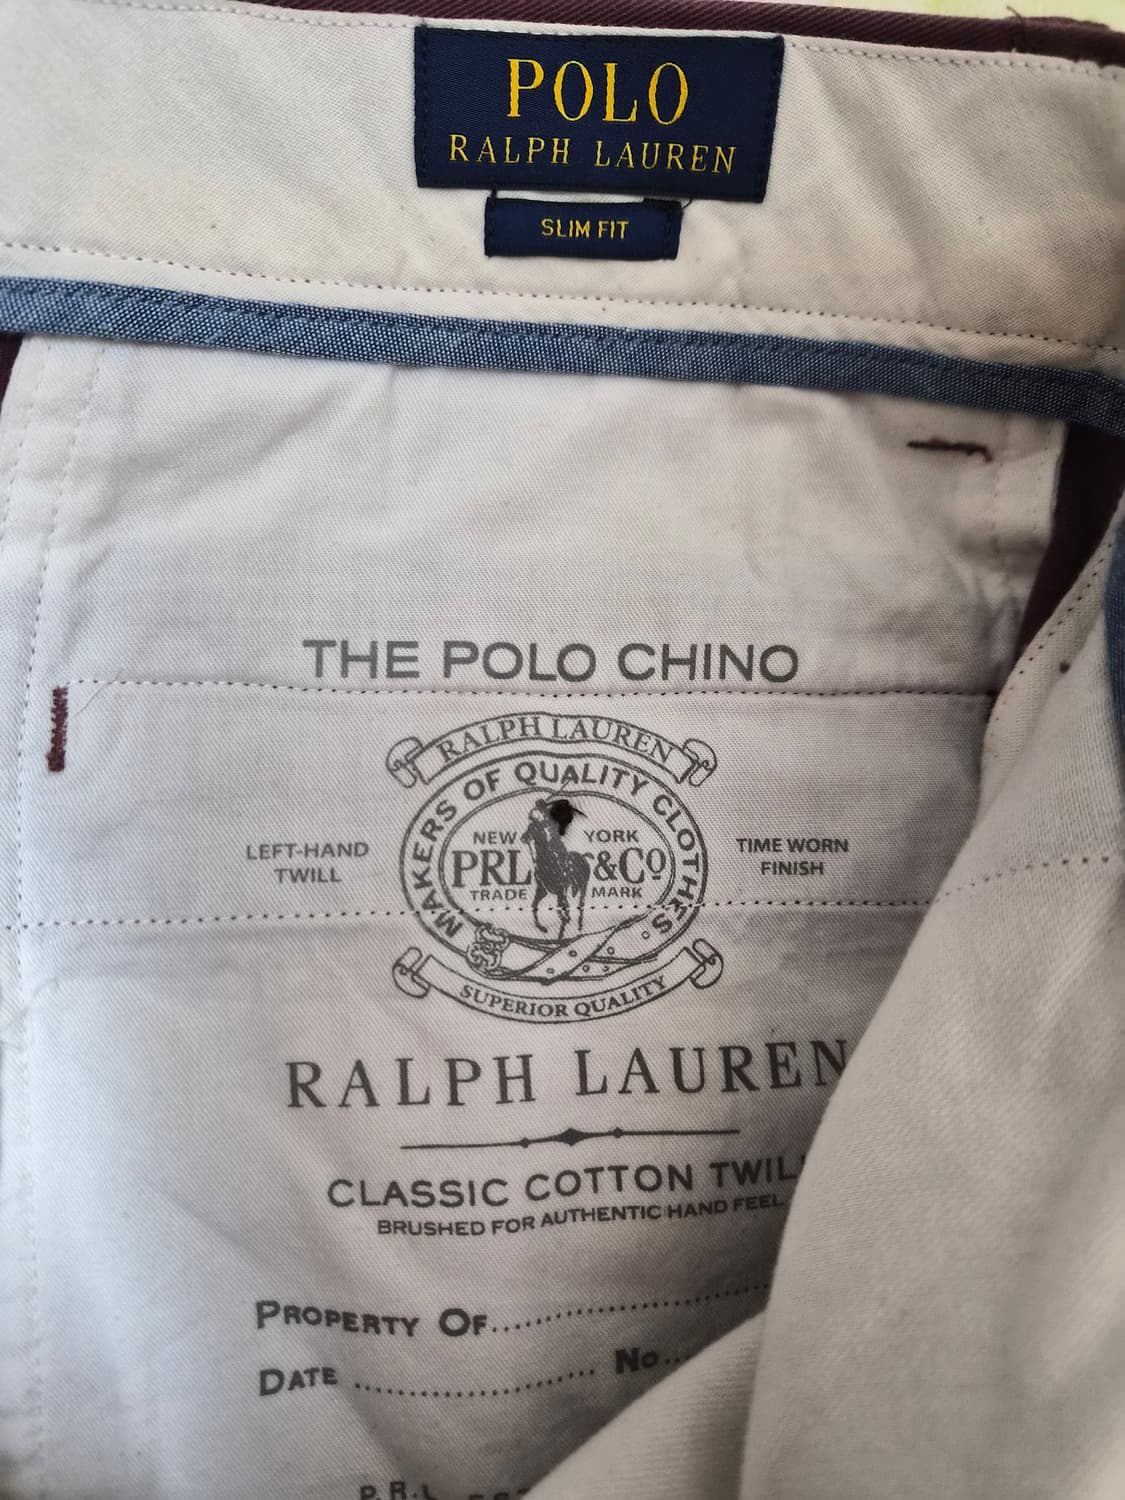 POLO
RALPH LAUREN
SLIM FIT
THE POLO CHINO
RALPH LAUREN
MAKERS OF QUALITY CLOTHES
NEW YORK
PRL &Co
TRADE MARK
LEFT-HAND
TWILL
TIME WORN
FINISH
SUPERIOR QUALITY
RALPH LAUREN
CLASSIC COTTON TWIL
BRUSHED FOR AUTHENTIC HAND FEEL
PROPERTY OF
DATE No.
P.R.L